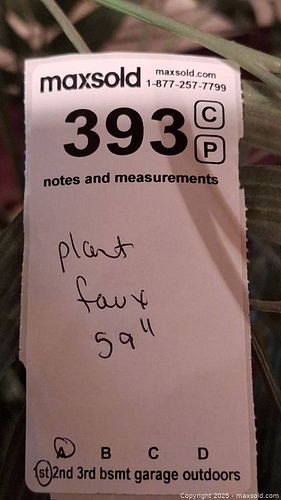 maxsold maxsold.com
1-877-257-7799
393 C
P
notes and measurements
plant
faux
59"
A B C D
1st 2nd 3rd bsmt garage outdoors
Copyright © 2025 - maxsold.com